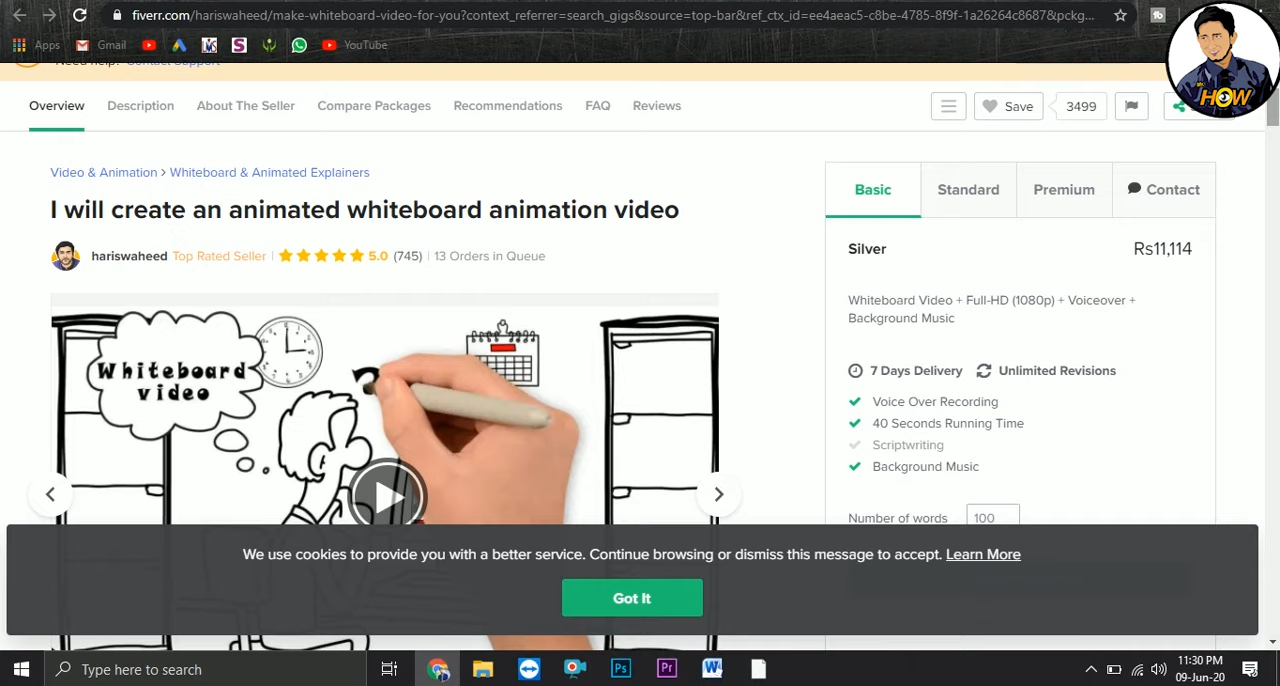 fiverr.com/hariswaheed/make-whiteboard-video-for-you?context_referrer=search_gigs&source=top-bar&ref_ctx_id=ee4aeac5-c8be-4785-8f9f-1a26264c8687&pckg...
Apps Gmail YouTube
Need help? Contact Support
HOW
Overview Description About The Seller Compare Packages Recommendations FAQ Reviews Save 3499
Video & Animation > Whiteboard & Animated Explainers
Basic Standard Premium Contact
I will create an animated whiteboard animation video
hariswaheed Top Rated Seller | 5.0 (745) | 13 Orders in Queue
Silver Rs11,114
Whiteboard Video + Full-HD (1080p) + Voiceover +
Background Music
Whiteboard
video
7 Days Delivery Unlimited Revisions
Voice Over Recording
40 Seconds Running Time
Scriptwriting
Background Music
Number of words 100
We use cookies to provide you with a better service. Continue browsing or dismiss this message to accept. Learn More
Got It
Type here to search
Ps Pr W
11:30 PM
09-Jun-20